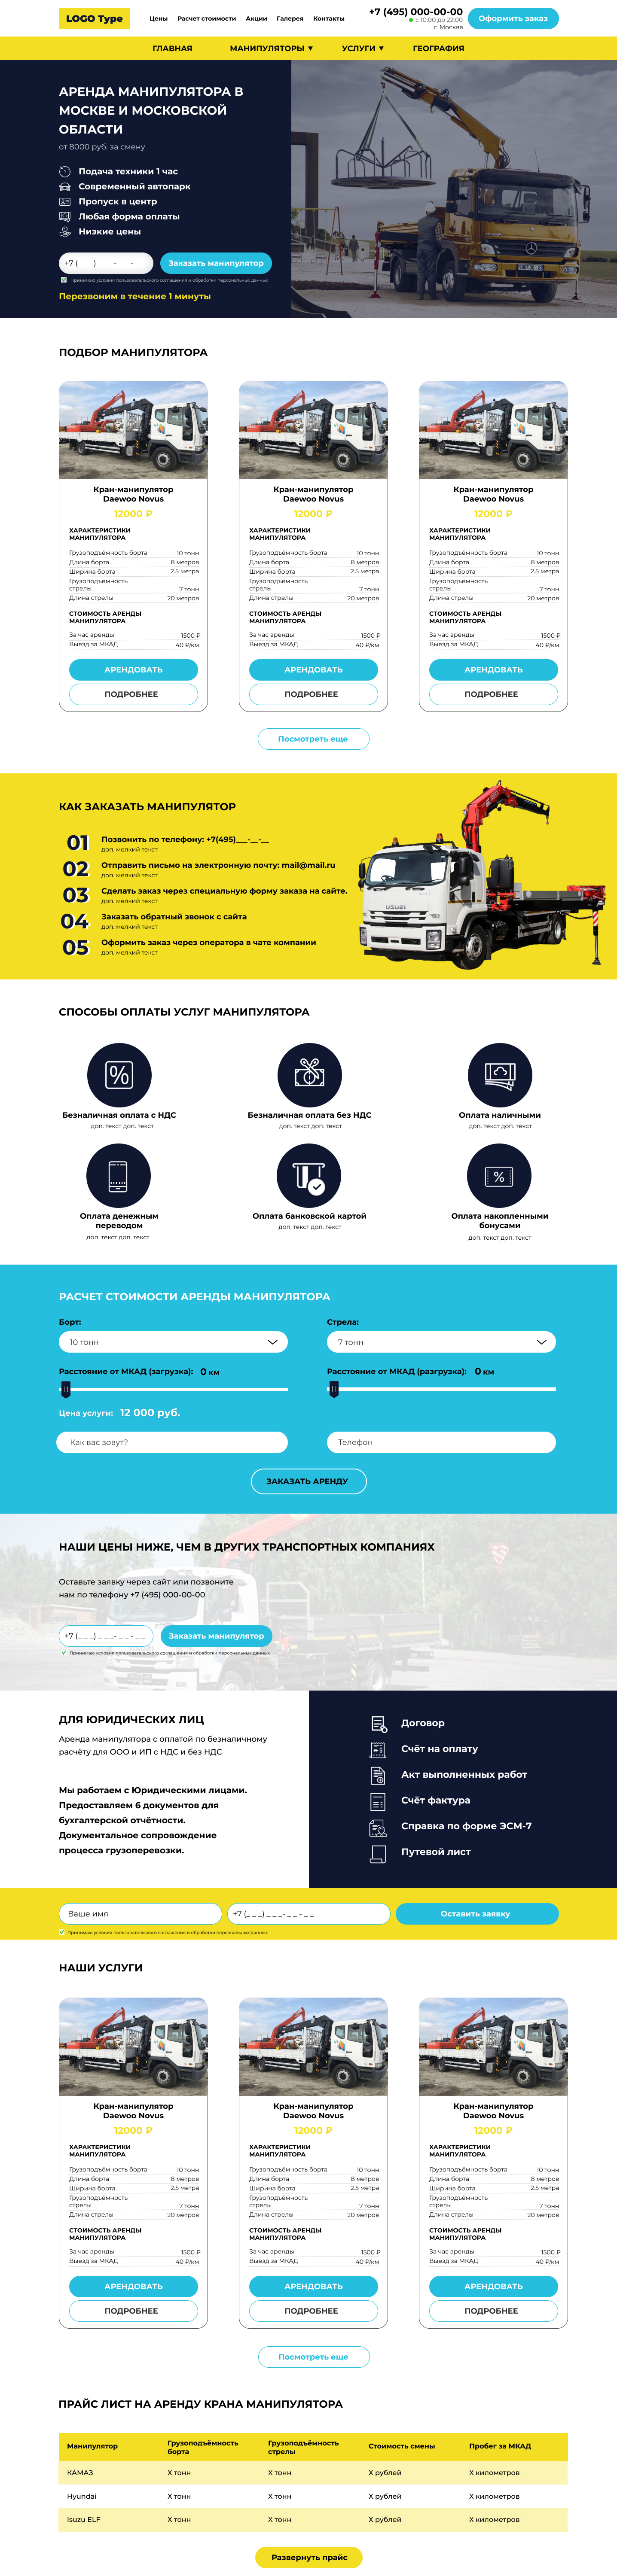 LOGO Type
Цены Расчет стоимости Акции Галерея Контакты
+7 (495) 000-00-00
с 10:00 до 22:00
г. Москва
Оформить заказ
ГЛАВНАЯ МАНИПУЛЯТОРЫ ▼ УСЛУГИ ▼ ГЕОГРАФИЯ
АРЕНДА МАНИПУЛЯТОРА В
МОСКВЕ И МОСКОВСКОЙ
ОБЛАСТИ
от 8000 руб. за смену
Подача техники 1 час
Современный автопарк
Пропуск в центр
Любая форма оплаты
Низкие цены
+7 (_ _ _) _ _ _- _ _ - _ _
Заказать манипулятор
Принимаю условия пользовательского соглашения и обработки персональных данных
Перезвоним в течение 1 минуты
ПОДБОР МАНИПУЛЯТОРА
Кран-манипулятор
Daewoo Novus
12000 ₽
ХАРАКТЕРИСТИКИ
МАНИПУЛЯТОРА
Грузоподъёмность борта 10 тонн
Длина борта 8 метров
Ширина борта 2.5 метра
Грузоподъёмность
стрелы 7 тонн
Длина стрелы 20 метров
СТОИМОСТЬ АРЕНДЫ
МАНИПУЛЯТОРА
За час аренды 1500 ₽
Выезд за МКАД 40 ₽/км
АРЕНДОВАТЬ
ПОДРОБНЕЕ
Кран-манипулятор
Daewoo Novus
12000 ₽
ХАРАКТЕРИСТИКИ
МАНИПУЛЯТОРА
Грузоподъёмность борта 10 тонн
Длина борта 8 метров
Ширина борта 2.5 метра
Грузоподъёмность
стрелы 7 тонн
Длина стрелы 20 метров
СТОИМОСТЬ АРЕНДЫ
МАНИПУЛЯТОРА
За час аренды 1500 ₽
Выезд за МКАД 40 ₽/км
АРЕНДОВАТЬ
ПОДРОБНЕЕ
Кран-манипулятор
Daewoo Novus
12000 ₽
ХАРАКТЕРИСТИКИ
МАНИПУЛЯТОРА
Грузоподъёмность борта 10 тонн
Длина борта 8 метров
Ширина борта 2.5 метра
Грузоподъёмность
стрелы 7 тонн
Длина стрелы 20 метров
СТОИМОСТЬ АРЕНДЫ
МАНИПУЛЯТОРА
За час аренды 1500 ₽
Выезд за МКАД 40 ₽/км
АРЕНДОВАТЬ
ПОДРОБНЕЕ
Посмотреть еще
КАК ЗАКАЗАТЬ МАНИПУЛЯТОР
01 Позвонить по телефону: +7(495)___-__-__
доп. мелкий текст
02 Отправить письмо на электронную почту: mail@mail.ru
доп. мелкий текст
03 Сделать заказ через специальную форму заказа на сайте.
доп. мелкий текст
04 Заказать обратный звонок с сайта
доп. мелкий текст
05 Оформить заказ через оператора в чате компании
доп. мелкий текст
ISUZU
СПОСОБЫ ОПЛАТЫ УСЛУГ МАНИПУЛЯТОРА
Безналичная оплата с НДС
доп. текст доп. текст
Безналичная оплата без НДС
доп. текст доп. текст
Оплата наличными
доп. текст доп. текст
Оплата денежным
переводом
доп. текст доп. текст
Оплата банковской картой
доп. текст доп. текст
Оплата накопленными
бонусами
доп. текст доп. текст
РАСЧЕТ СТОИМОСТИ АРЕНДЫ МАНИПУЛЯТОРА
Борт: Стрела:
10 тонн 7 тонн
Расстояние от МКАД (загрузка): 0 км
Расстояние от МКАД (разгрузка): 0 км
Цена услуги: 12 000 руб.
Как вас зовут? Телефон
ЗАКАЗАТЬ АРЕНДУ
НАШИ ЦЕНЫ НИЖЕ, ЧЕМ В ДРУГИХ ТРАНСПОРТНЫХ КОМПАНИЯХ
Оставьте заявку через сайт или позвоните
нам по телефону +7 (495) 000-00-00
+7 (_ _ _) _ _ _- _ _ - _ _
Заказать манипулятор
Принимаю условия пользовательского соглашения и обработки персональных данных
ДЛЯ ЮРИДИЧЕСКИХ ЛИЦ
Аренда манипулятора с оплатой по безналичному
расчёту для ООО и ИП с НДС и без НДС
Мы работаем с Юридическими лицами.
Предоставляем 6 документов для
бухгалтерской отчётности.
Документальное сопровождение
процесса грузоперевозки.
Договор
Счёт на оплату
Акт выполненных работ
Счёт фактура
Справка по форме ЭСМ-7
Путевой лист
Ваше имя
+7 (_ _ _) _ _ _- _ _ - _ _
Оставить заявку
Принимаю условия пользовательского соглашения и обработки персональных данных
НАШИ УСЛУГИ
Кран-манипулятор
Daewoo Novus
12000 ₽
ХАРАКТЕРИСТИКИ
МАНИПУЛЯТОРА
Грузоподъёмность борта 10 тонн
Длина борта 8 метров
Ширина борта 2.5 метра
Грузоподъёмность
стрелы 7 тонн
Длина стрелы 20 метров
СТОИМОСТЬ АРЕНДЫ
МАНИПУЛЯТОРА
За час аренды 1500 ₽
Выезд за МКАД 40 ₽/км
АРЕНДОВАТЬ
ПОДРОБНЕЕ
Кран-манипулятор
Daewoo Novus
12000 ₽
ХАРАКТЕРИСТИКИ
МАНИПУЛЯТОРА
Грузоподъёмность борта 10 тонн
Длина борта 8 метров
Ширина борта 2.5 метра
Грузоподъёмность
стрелы 7 тонн
Длина стрелы 20 метров
СТОИМОСТЬ АРЕНДЫ
МАНИПУЛЯТОРА
За час аренды 1500 ₽
Выезд за МКАД 40 ₽/км
АРЕНДОВАТЬ
ПОДРОБНЕЕ
Кран-манипулятор
Daewoo Novus
12000 ₽
ХАРАКТЕРИСТИКИ
МАНИПУЛЯТОРА
Грузоподъёмность борта 10 тонн
Длина борта 8 метров
Ширина борта 2.5 метра
Грузоподъёмность
стрелы 7 тонн
Длина стрелы 20 метров
СТОИМОСТЬ АРЕНДЫ
МАНИПУЛЯТОРА
За час аренды 1500 ₽
Выезд за МКАД 40 ₽/км
АРЕНДОВАТЬ
ПОДРОБНЕЕ
Посмотреть еще
ПРАЙС ЛИСТ НА АРЕНДУ КРАНА МАНИПУЛЯТОРА
Манипулятор Грузоподъёмность борта Грузоподъёмность стрелы Стоимость смены Пробег за МКАД
КАМАЗ X тонн X тонн X рублей X километров
Hyundai X тонн X тонн X рублей X километров
Isuzu ELF X тонн X тонн X рублей X километров
Развернуть прайс